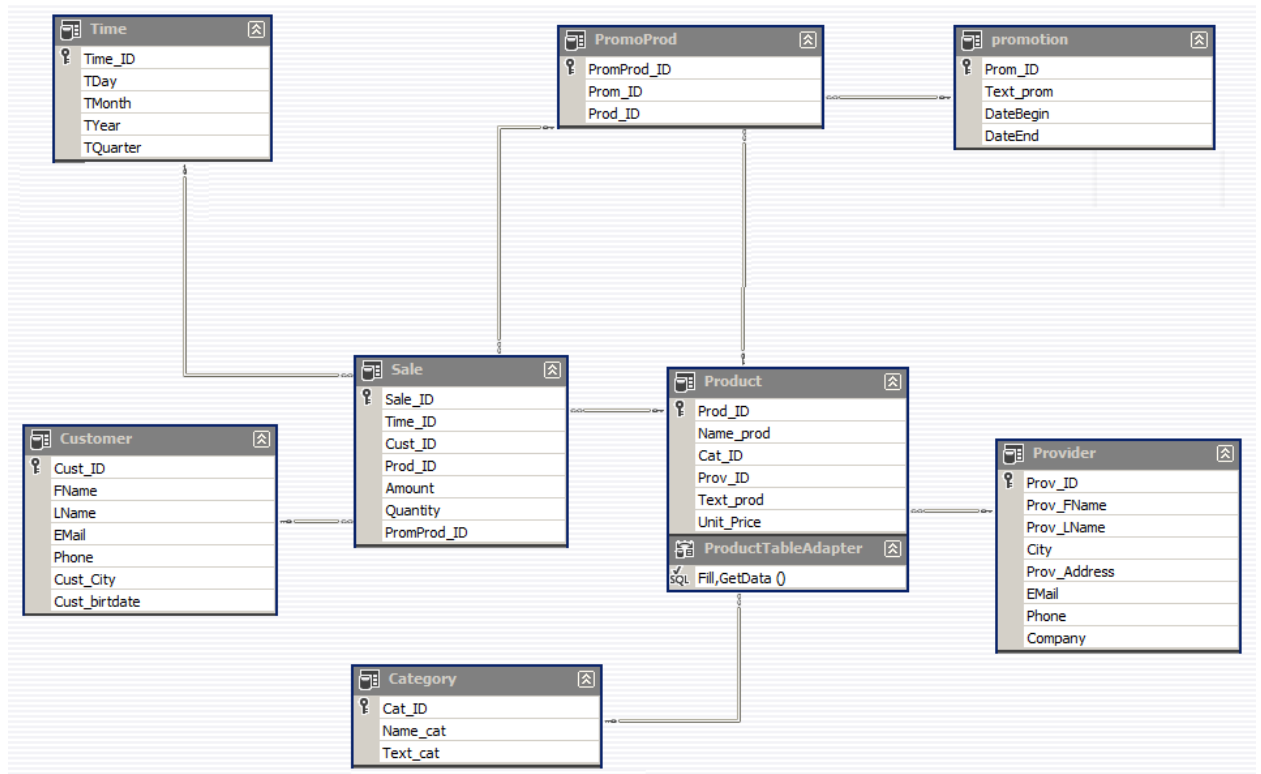 Time
Time_ID
TDay
TMonth
TYear
TQuarter
PromoProd
PromProd_ID
Prom_ID
Prod_ID
promotion
Prom_ID
Text_prom
DateBegin
DateEnd
Sale
Sale_ID
Time_ID
Cust_ID
Prod_ID
Amount
Quantity
PromProd_ID
Product
Prod_ID
Name_prod
Cat_ID
Prov_ID
Text_prod
Unit_Price
ProductTableAdapter
SQL Fill,GetData ()
Customer
Cust_ID
FName
LName
EMail
Phone
Cust_City
Cust_birtdate
Provider
Prov_ID
Prov_FName
Prov_LName
City
Prov_Address
EMail
Phone
Company
Category
Cat_ID
Name_cat
Text_cat